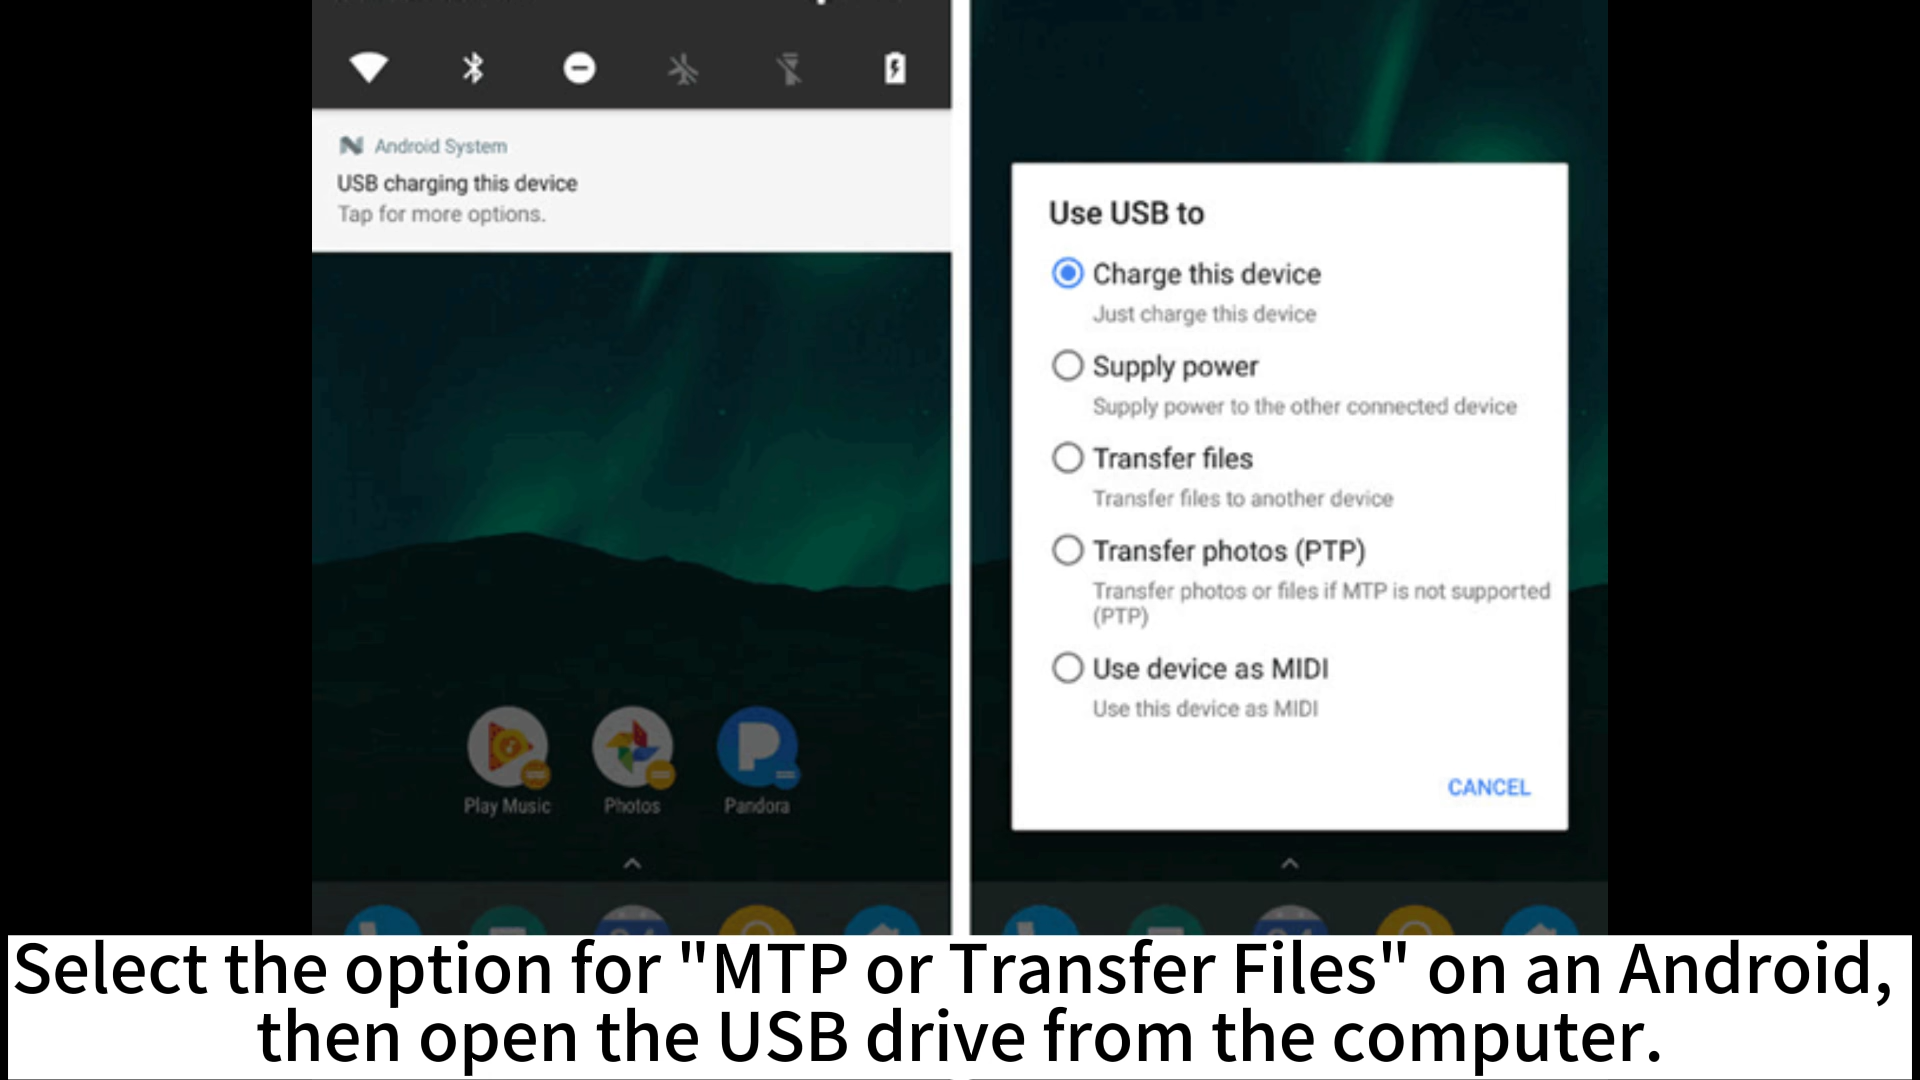 Android System
USB charging this device
Tap for more options.
Play Music
Photos
Pandora
Use USB to
Charge this device
Just charge this device
Supply power
Supply power to the other connected device
Transfer files
Transfer files to another device
Transfer photos (PTP)
Transfer photos or files if MTP is not supported
(PTP)
Use device as MIDI
Use this device as MIDI
CANCEL
Select the option for "MTP or Transfer Files" on an Android,
then open the USB drive from the computer.